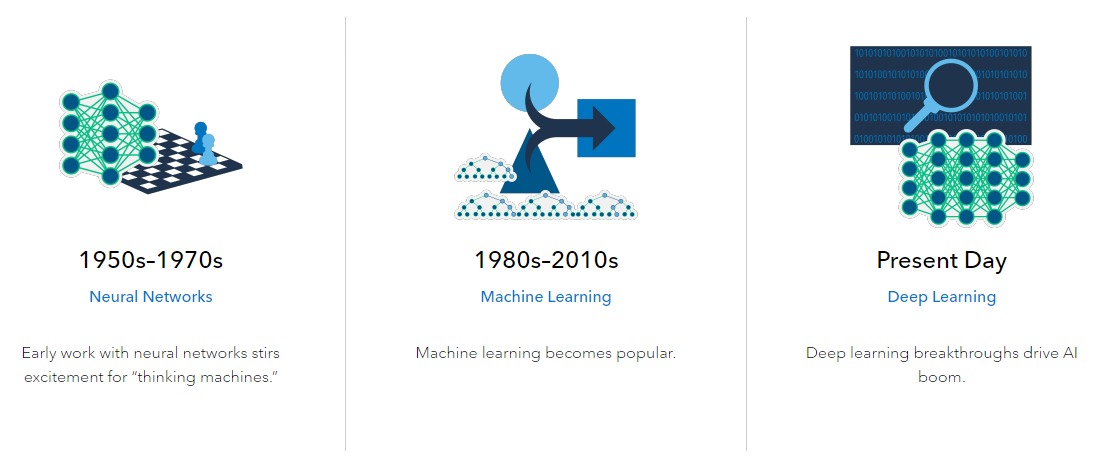 1950s–1970s
Neural Networks
Early work with neural networks stirs
excitement for “thinking machines.”
1980s–2010s
Machine Learning
Machine learning becomes popular.
Present Day
Deep Learning
Deep learning breakthroughs drive AI
boom.